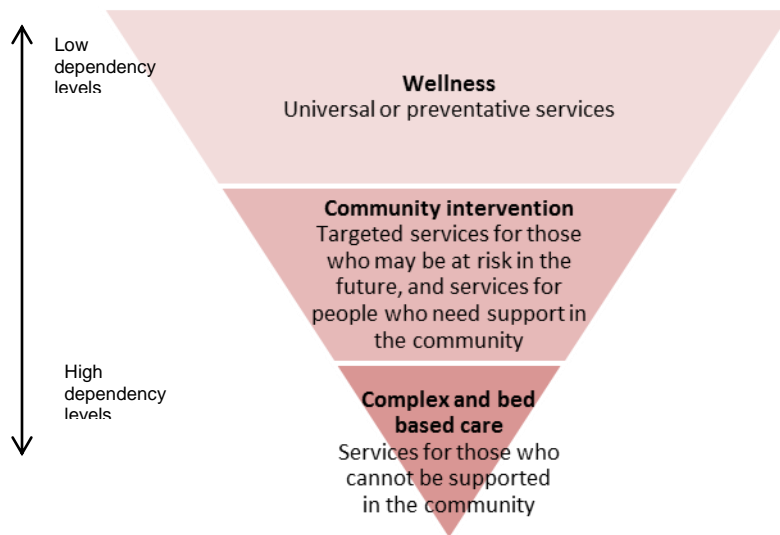 Low
dependency
levels
Wellness
Universal or preventative services
Community intervention
Targeted services for those
who may be at risk in the
future, and services for
people who need support in
the community
High
dependency
levels
Complex and bed
based care
Services for those who
cannot be supported
in the community